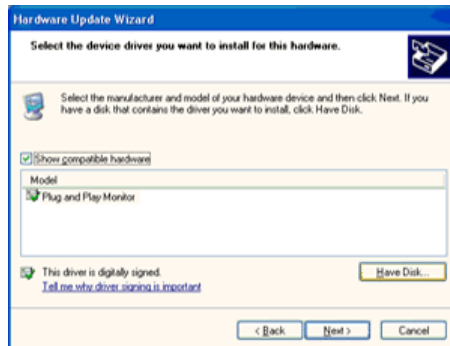 Hardware Update Wizard
Select the device driver you want to install for this hardware.
Select the manufacturer and model of your hardware device and then click Next. If you
have a disk that contains the driver you want to install, click Have Disk.
Show compatible hardware
Model
Plug and Play Monitor
This driver is digitally signed.
Have Disk...
Tell me why driver signing is important
< Back Next > Cancel